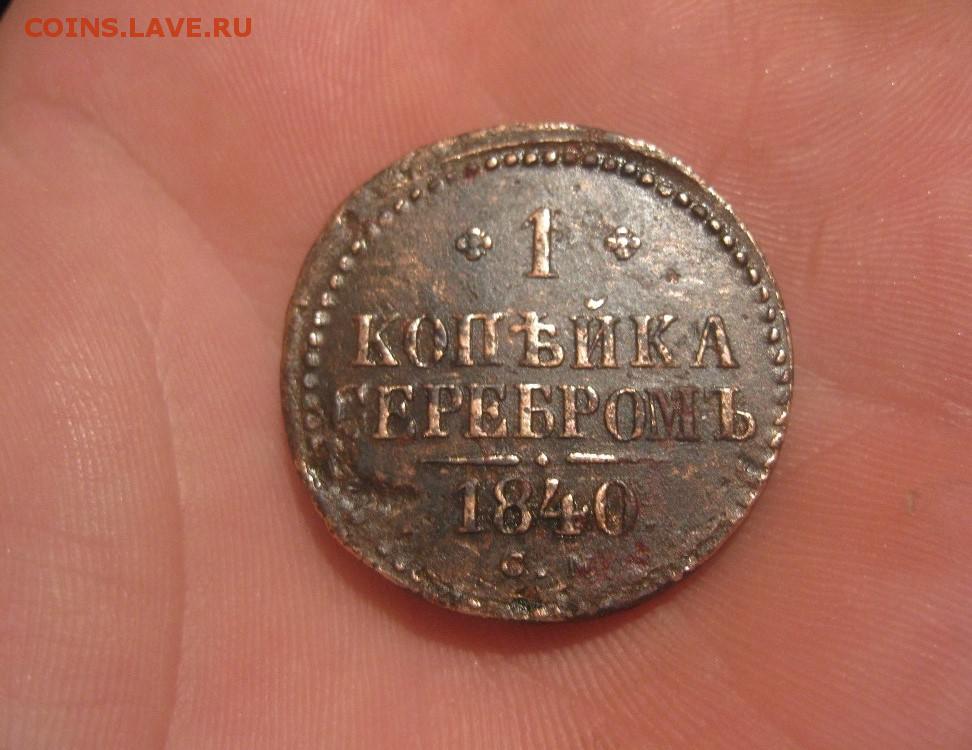 COINS.LAVE.RU
1
КОПѢЙКА
СЕРЕБРОМЪ
1840
С. М.